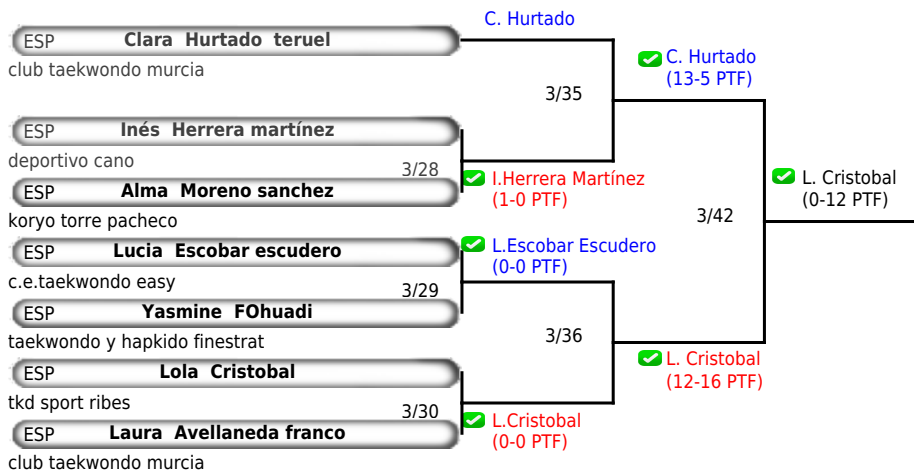 C. Hurtado
ESP Clara Hurtado teruel
club taekwondo murcia
C. Hurtado
(13-5 PTF)
3/35
ESP Inés Herrera martínez
deportivo cano
3/28
ESP Alma Moreno sanchez
koryo torre pacheco
I.Herrera Martínez
(1-0 PTF)
L. Cristobal
(0-12 PTF)
3/42
ESP Lucia Escobar escudero
c.e.taekwondo easy
L.Escobar Escudero
(0-0 PTF)
3/29
ESP Yasmine FOhuadi
taekwondo y hapkido finestrat
3/36
ESP Lola Cristobal
tkd sport ribes
L. Cristobal
(12-16 PTF)
3/30
ESP Laura Avellaneda franco
club taekwondo murcia
L.Cristobal
(0-0 PTF)